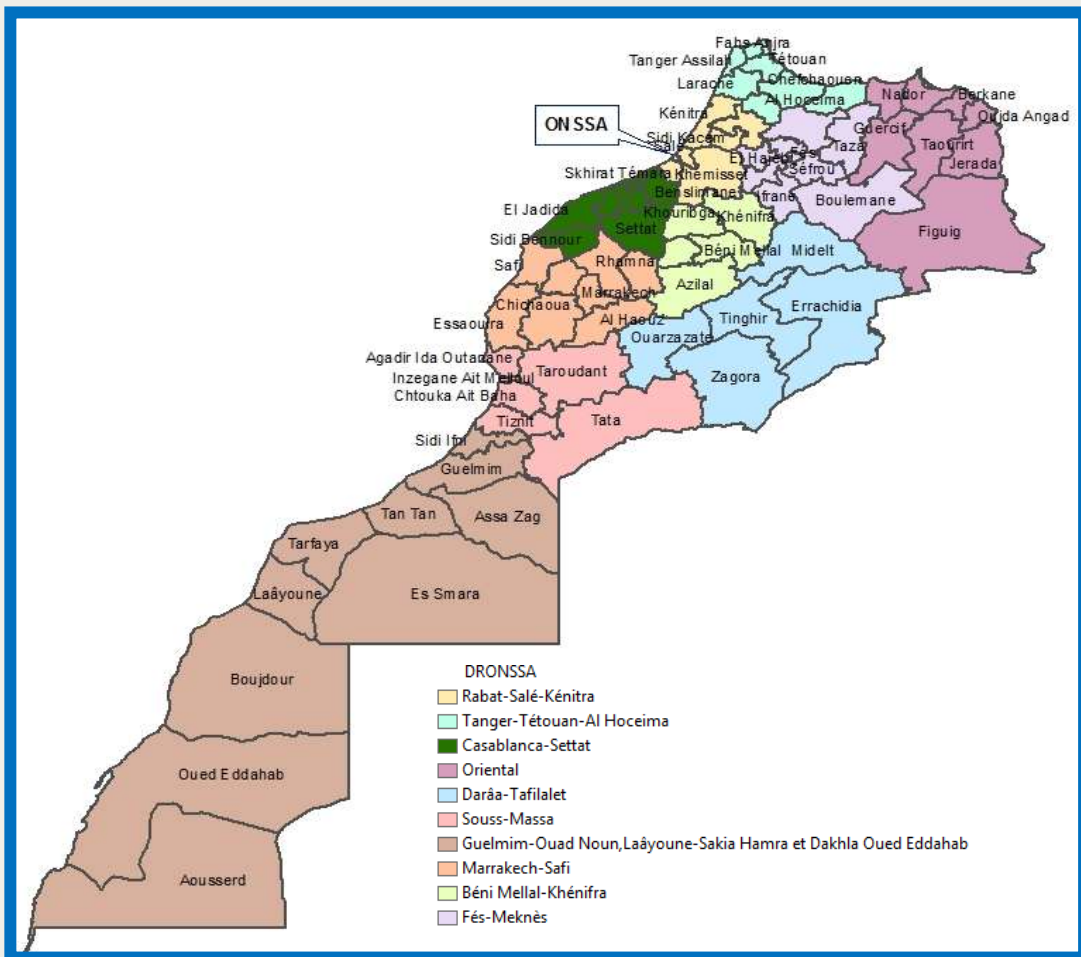 Fahs Anjra
Tanger Assilah
Tétouan
Larache
Chefchaouen
Al Hoceima
Nador
Berkane
Oujda Angad
Kénitra
ONSSA
Sidi Kacem
Salé
Guercif
Taza
Fés
Taourirt
El Hajeb
Séfrou
Jerada
Skhirat Témara
Khémisset
Benslimane
Ifrane
Boulemane
El Jadida
Khouribga
Khénifra
Settat
Figuig
Sidi Bennour
Béni Mellal
Midelt
Safi
Rhamna
Azilal
Marrakech
Chichaoua
Errachidia
Essaouira
Al Haouz
Tinghir
Ouarzazate
Agadir Ida Outanane
Taroudant
Inzegane Ait Melloul
Zagora
Chtouka Ait Baha
Tiznit
Tata
Sidi Ifni
Guelmim
Tan Tan
Assa Zag
Tarfaya
Laâyoune
Es Smara
Boujdour
Oued Eddahab
Aousserd
DRONSSA
Rabat-Salé-Kénitra
Tanger-Tétouan-Al Hoceima
Casablanca-Settat
Oriental
Darâa-Tafilalet
Souss-Massa
Guelmim-Ouad Noun,Laâyoune-Sakia Hamra et Dakhla Oued Eddahab
Marrakech-Safi
Béni Mellal-Khénifra
Fés-Meknès